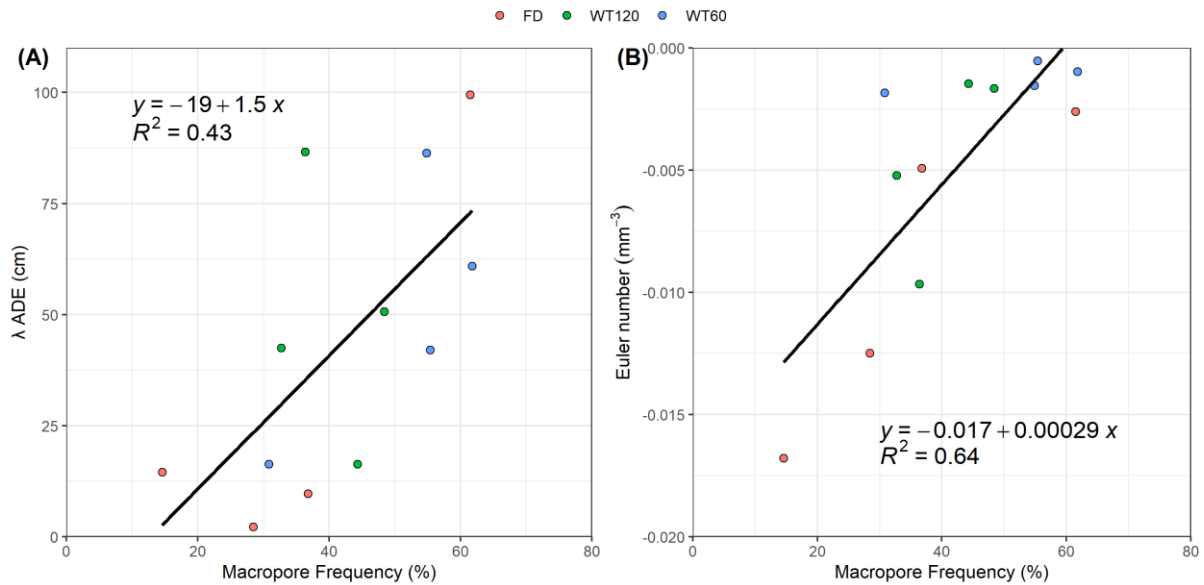 FD WT120 WT60
(A)
y = −19 + 1.5 x
R² = 0.43
100
75
50
25
0
λ ADE (cm)
0 20 40 60 80
Macropore Frequency (%)
(B)
0.000
-0.005
-0.010
-0.015
-0.020
Euler number (mm⁻³)
y = −0.017 + 0.00029 x
R² = 0.64
0 20 40 60 80
Macropore Frequency (%)